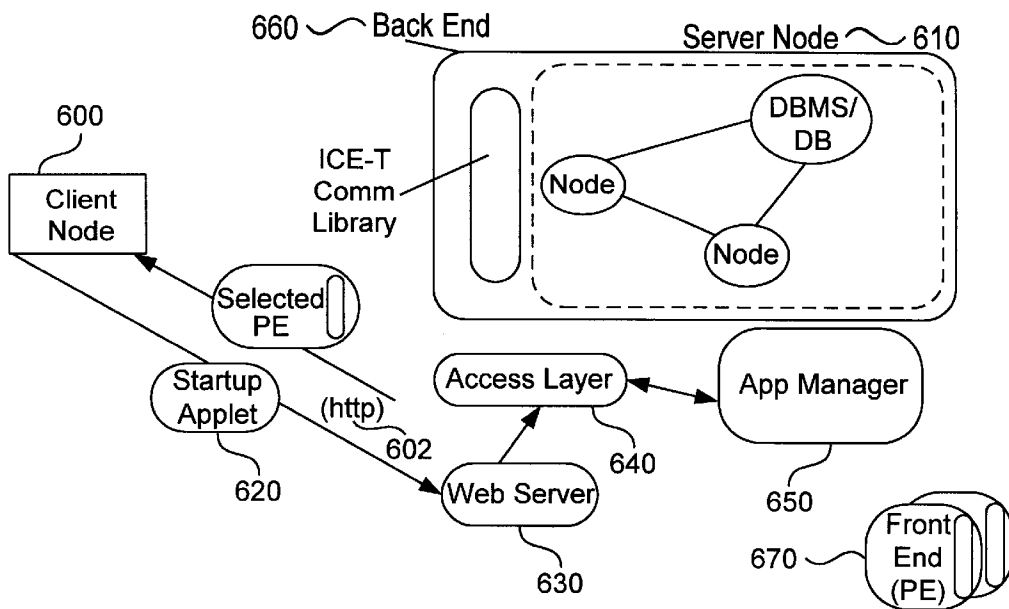 660 Back End
Server Node 610
600
Client
Node
ICE-T
Comm
Library
DBMS/
DB
Node
Node
Selected
PE
Startup
Applet
(http)
602
620
Access Layer
640
App Manager
650
Web Server
630
670
Front
End
(PE)